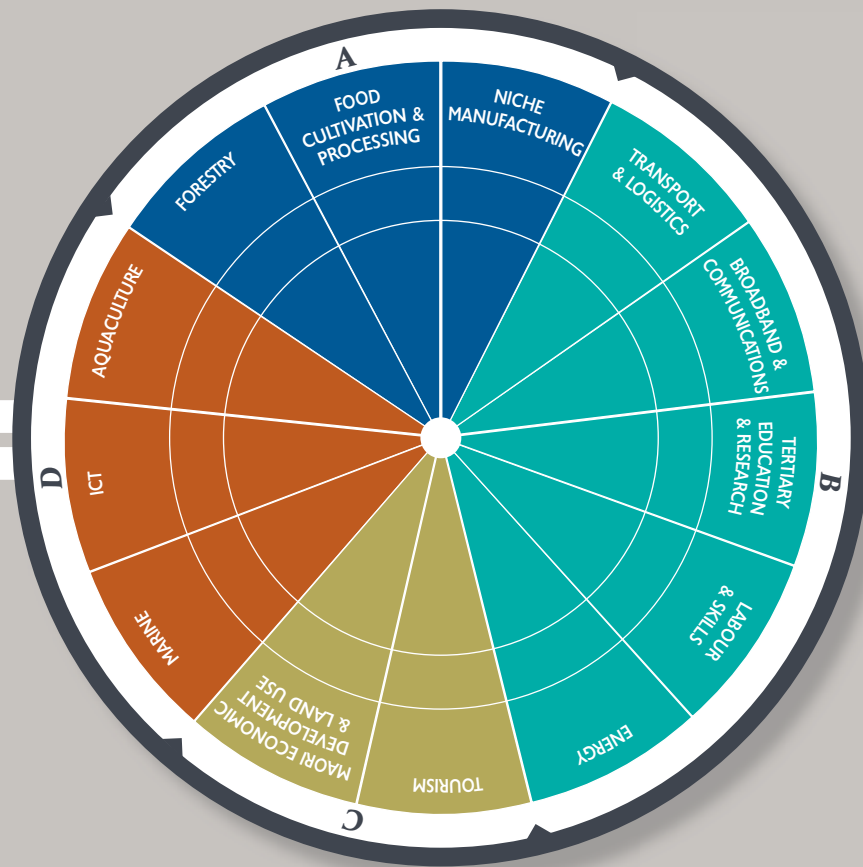 A
NICHE
MANUFACTURING
TRANSPORT
& LOGISTICS
BROADBAND &
COMMUNICATIONS
B
TERTIARY
EDUCATION
& RESEARCH
LABOUR
& SKILLS
ENERGY
TOURISM
C
MAORI ECONOMIC
DEVELOPMENT
& LAND USE
MARINE
D
ICT
AQUACULTURE
FORESTRY
FOOD
CULTIVATION &
PROCESSING